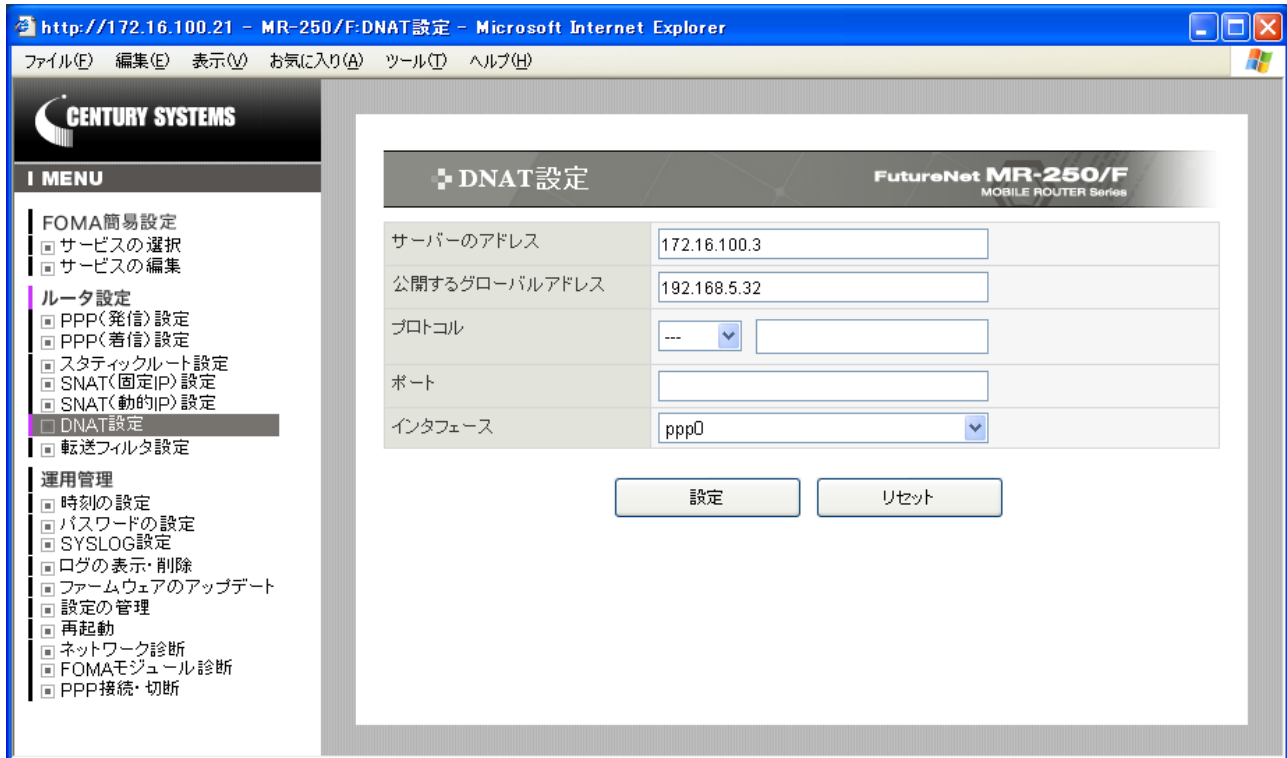 http://172.16.100.21 - MR-250/F:DNAT設定 - Microsoft Internet Explorer
ファイル(F) 編集(E) 表示(V) お気に入り(A) ツール(T) ヘルプ(H)
CENTURY SYSTEMS
MENU
FOMA簡易設定
サービスの選択
サービスの編集
ルータ設定
PPP(発信)設定
PPP(着信)設定
スタティックルート設定
SNAT(固定IP)設定
SNAT(動的IP)設定
DNAT設定
転送フィルタ設定
運用管理
時刻の設定
パスワードの設定
SYSLOG設定
ログの表示・削除
ファームウェアのアップデート
設定の管理
再起動
ネットワーク診断
FOMAモジュール診断
PPP接続・切断
DNAT設定
FutureNet MR-250/F
MOBILE ROUTER Series
サーバーのアドレス 172.16.100.3
公開するグローバルアドレス 192.168.5.32
プロトコル ---
ポート
インタフェース ppp0
設定 リセット